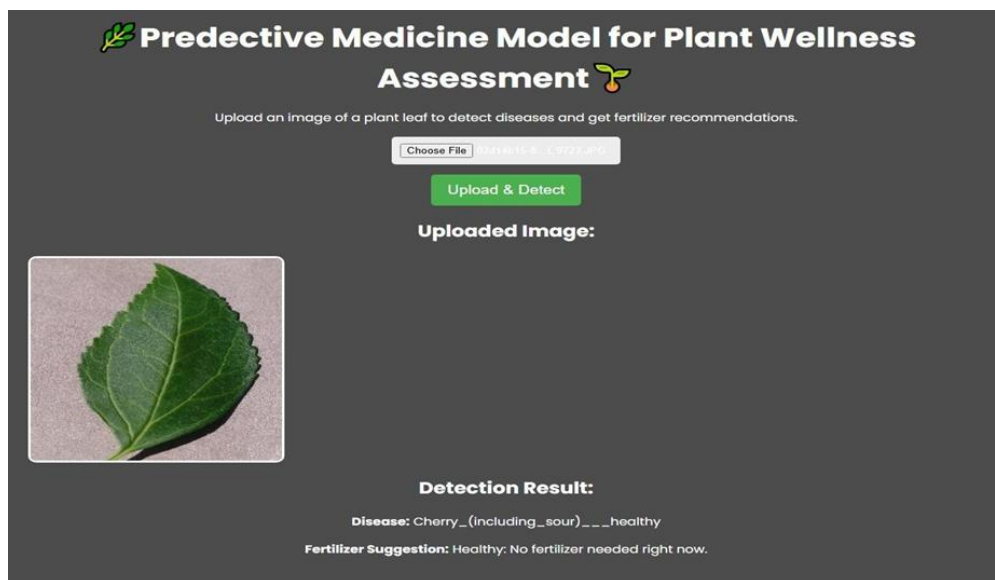 🌿Predective Medicine Model for Plant Wellness
Assessment🌱
Upload an image of a plant leaf to detect diseases and get fertilizer recommendations.
Choose File
Upload & Detect
Uploaded Image:
Detection Result:
Disease: Cherry_(including_sour)___healthy
Fertilizer Suggestion: Healthy: No fertilizer needed right now.